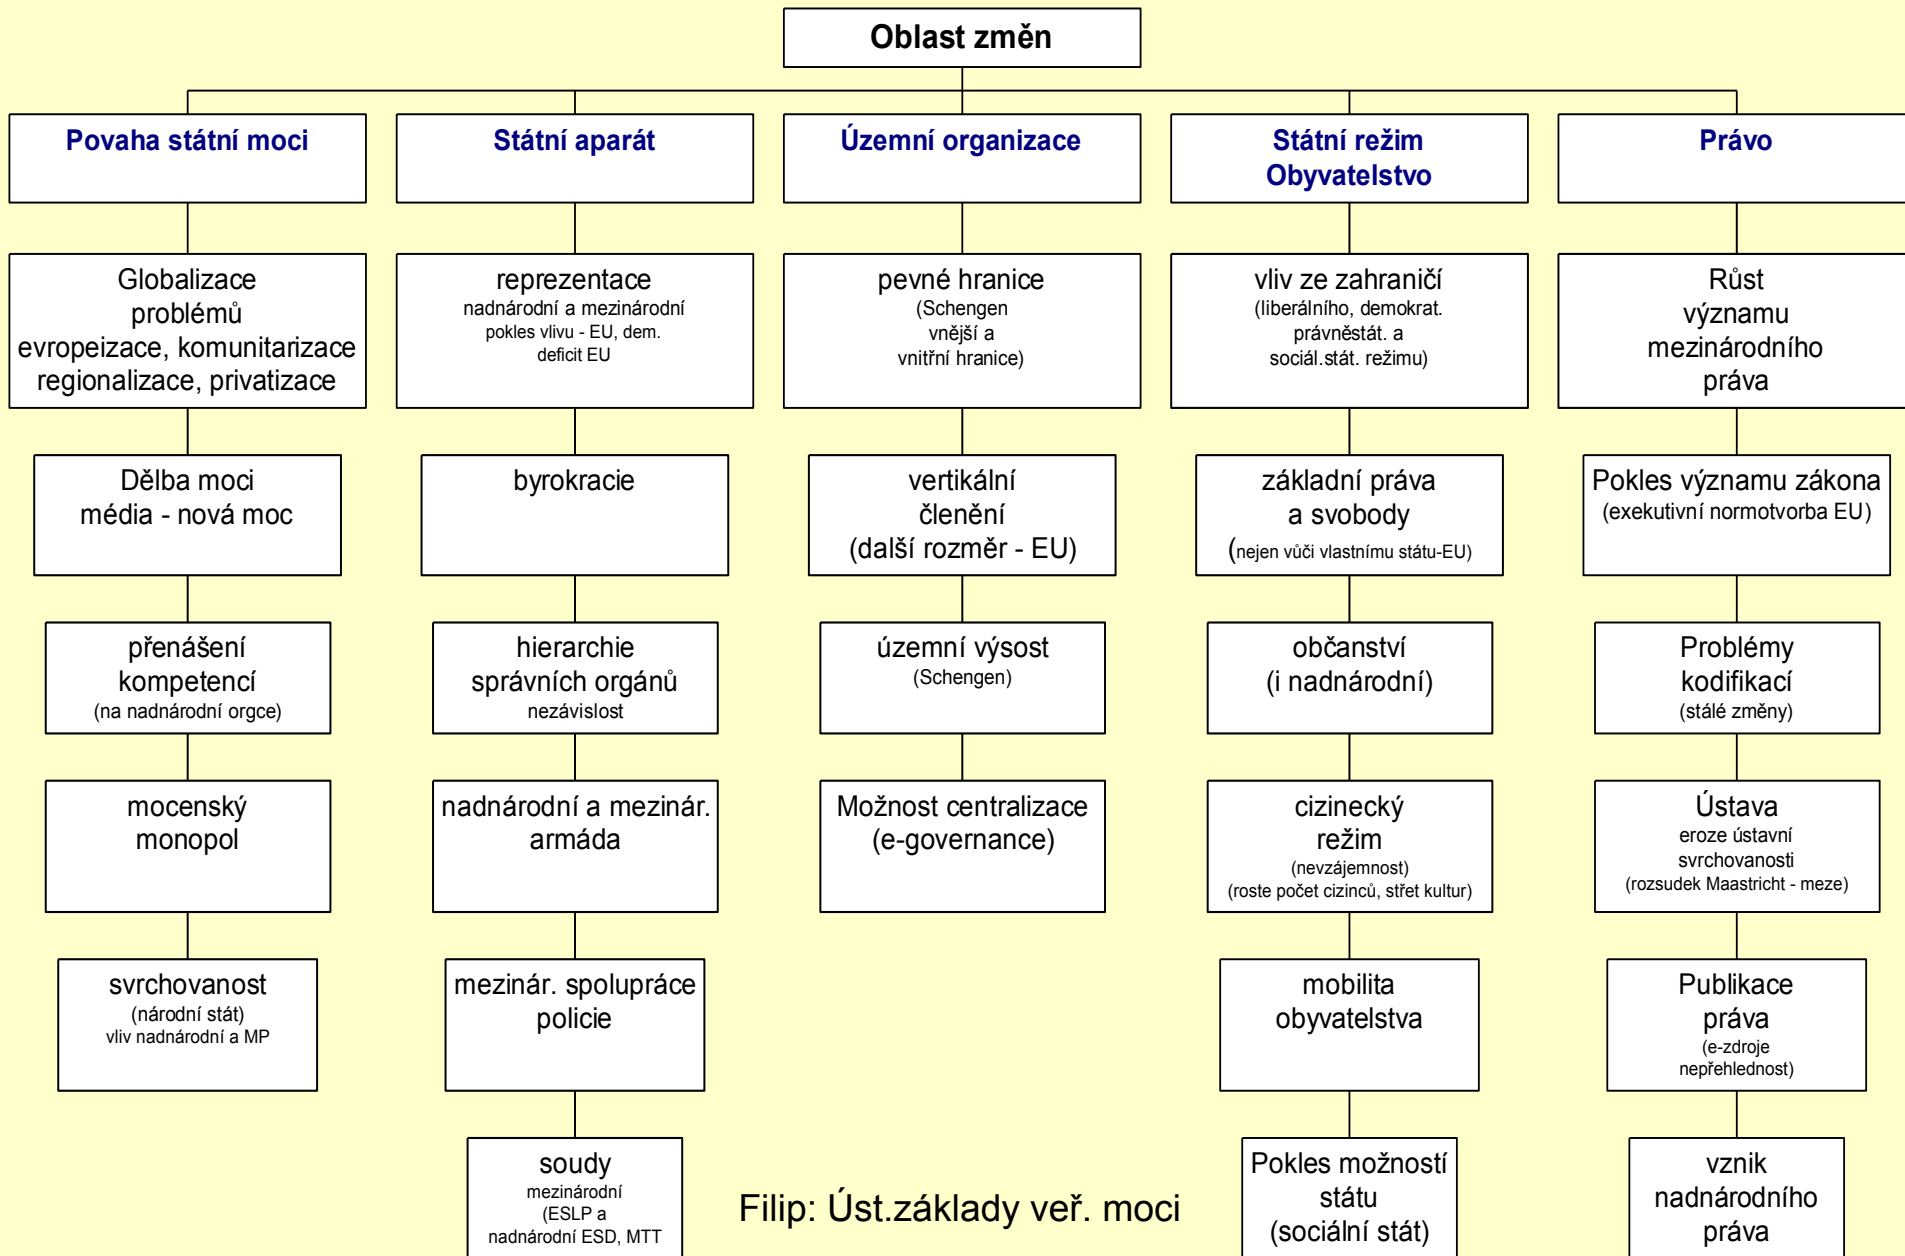 Oblast změn
Povaha státní moci
Globalizace
problémů
evropeizace, komunitarizace
regionalizace, privatizace
Dělba moci
média - nová moc
přenášení
kompetencí
(na nadnárodní orgce)
mocenský
monopol
svrchovanost
(národní stát)
vliv nadnárodní a MP
Státní aparát
reprezentace
nadnárodní a mezinárodní
pokles vlivu - EU, dem.
deficit EU
byrokracie
hierarchie
správních orgánů
nezávislost
nadnárodní a mezinár.
armáda
mezinár. spolupráce
policie
soudy
mezinárodní
(ESLP a
nadnárodní ESD, MTT
Územní organizace
pevné hranice
(Schengen
vnější a
vnitřní hranice)
vertikální
členění
(další rozměr - EU)
územní výsost
(Schengen)
Možnost centralizace
(e-governance)
Státní režim
Obyvatelstvo
vliv ze zahraničí
(liberálního, demokrat.
právněstát. a
sociál.stát. režimu)
základní práva
a svobody
(nejen vůči vlastnímu státu-EU)
občanství
(i nadnárodní)
cizinecký
režim
(nevzájemnost)
(roste počet cizinců, střet kultur)
mobilita
obyvatelstva
Pokles možností
státu
(sociální stát)
Právo
Růst
významu
mezinárodního
práva
Pokles významu zákona
(exekutivní normotvorba EU)
Problémy
kodifikací
(stálé změny)
Ústava
eroze ústavní
svrchovanosti
(rozsudek Maastricht - meze)
Publikace
práva
(e-zdroje
nepřehlednost)
vznik
nadnárodního
práva
Filip: Úst.základy veř. moci